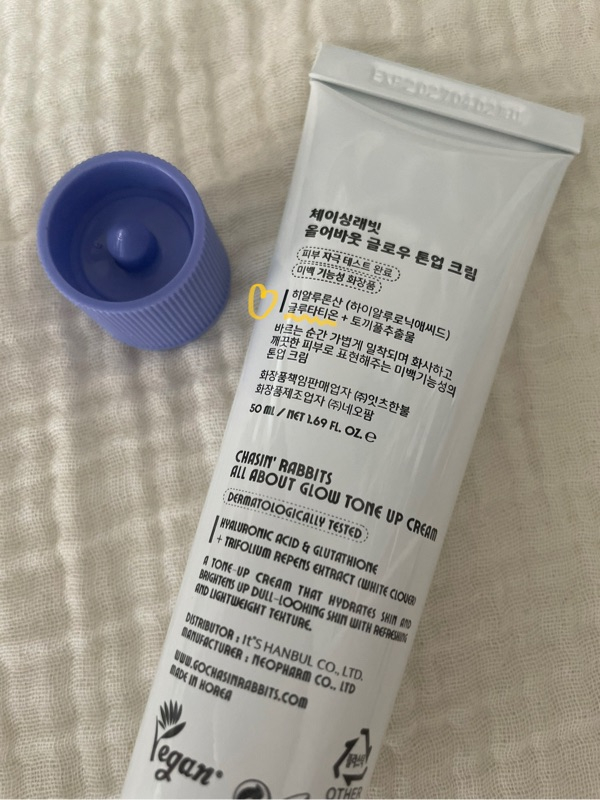 체이싱래빗
올어바웃 글로우 톤업 크림
피부 자극 테스트 완료
미백 기능성 화장품
히알루론산 (하이알루로닉애씨드)
글루타티온 + 토끼풀추출물
바르는 순간 가볍게 밀착되며 화사하고
깨끗한 피부로 표현해주는 미백기능성의
톤업 크림
화장품책임판매업자 ㈜잇츠한불
화장품제조업자 ㈜네오팜
50 ML / NET 1.69 FL. OZ. ℮
CHASIN' RABBITS
ALL ABOUT GLOW TONE UP CREAM
DERMATOLOGICALLY TESTED
HYALURONIC ACID & GLUTATHIONE
+ TRIFOLIUM REPENS EXTRACT (WHITE CLOVER)
A TONE-UP CREAM THAT HYDRATES SKIN AND
BRIGHTENS UP DULL-LOOKING SKIN WITH REFRESHING
AND LIGHTWEIGHT TEXTURE.
DISTRIBUTOR : It'S HANBUL CO., LTD.
MANUFACTURER : NEOPHARM CO., LTD
WWW.GOCHASINRABBITS.COM
MADE IN KOREA
Vegan
OTHER